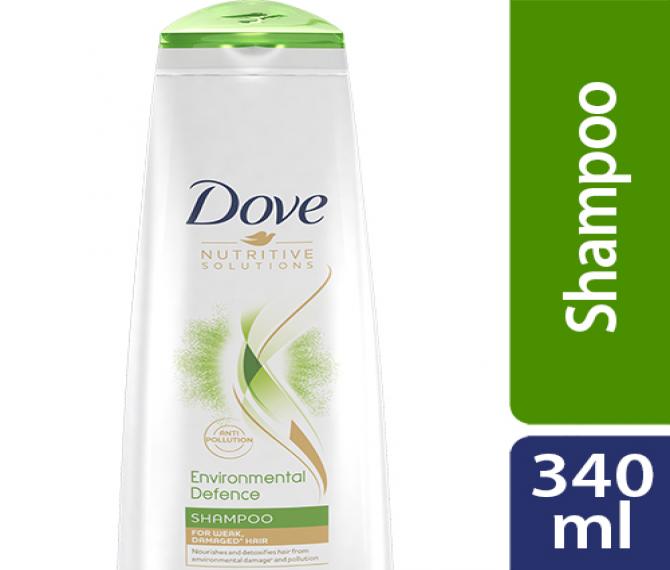 Dove
NUTRITIVE
SOLUTIONS
ANTI
POLLUTION
Environmental
Defence
SHAMPOO
FOR WEAK,
DAMAGED* HAIR
Nourishes and detoxifies hair from
environmental damage* and pollution
Shampoo
340
ml